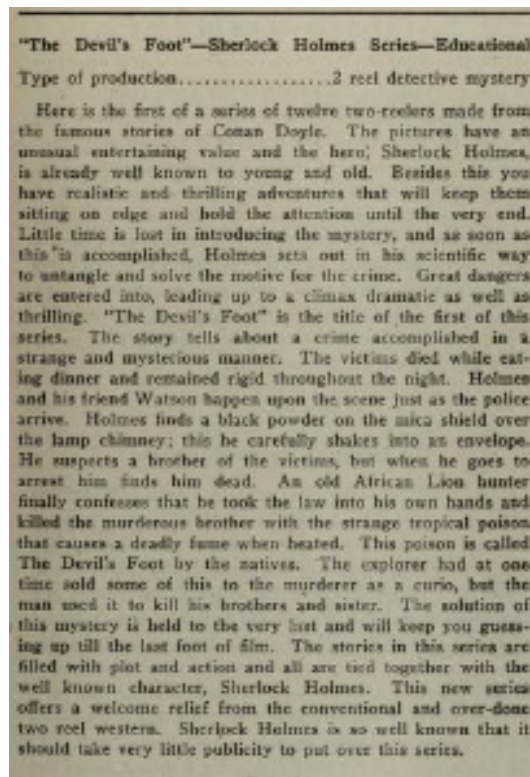 "The Devil's Foot"—Sherlock Holmes Series—Educational
Type of production...................2 reel detective mystery
Here is the first of a series of twelve two-reelers made from
the famous stories of Conan Doyle. The pictures have an
unusual entertaining value and the hero, Sherlock Holmes,
is already well known to young and old. Besides this you
have realistic and thrilling adventures that will keep them
sitting on edge and hold the attention until the very end.
Little time is lost in introducing the mystery, and as soon as
this is accomplished, Holmes sets out in his scientific way
to untangle and solve the motive for the crime. Great dangers
are entered into, leading up to a climax dramatic as well as
thrilling. "The Devil's Foot" is the title of the first of this
series. The story tells about a crime accomplished in a
strange and mysterious manner. The victims died while eat-
ing dinner and remained rigid throughout the night. Holmes
and his friend Watson happen upon the scene just as the police
arrive. Holmes finds a black powder on the mica shield over
the lamp chimney; this he carefully shakes into an envelope.
He suspects a brother of the victims, but when he goes to
arrest him finds him dead. An old African Lion hunter
finally confesses that he took the law into his own hands and
killed the murderous brother with the strange tropical poison
that causes a deadly fume when heated. This poison is called
The Devil's Foot by the natives. The explorer had at one
time sold some of this to the murderer as a curio, but the
man used it to kill his brothers and sister. The solution of
this mystery is held to the very last and will keep you guess-
ing up till the last foot of film. The stories in this series are
filled with plot and action and all are tied together with the
well known character, Sherlock Holmes. This new series
offers a welcome relief from the conventional and over-done
two reel western. Sherlock Holmes is so well known that it
should take very little publicity to put over this series.